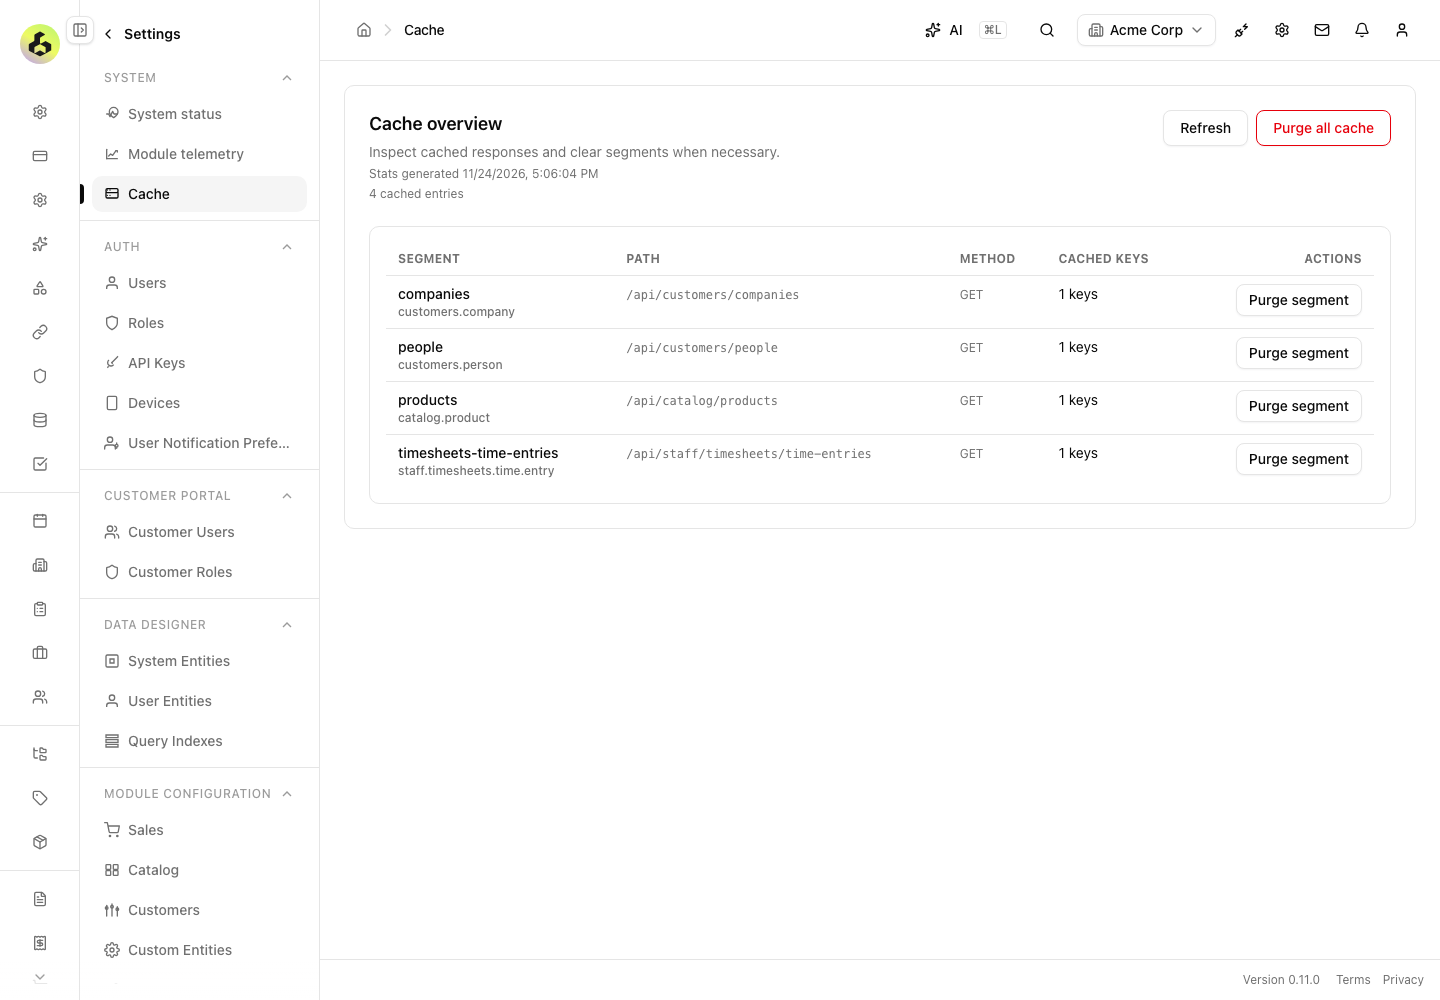 Settings
SYSTEM
System status
Module telemetry
Cache
AUTH
Users
Roles
API Keys
Devices
User Notification Prefe...
CUSTOMER PORTAL
Customer Users
Customer Roles
DATA DESIGNER
System Entities
User Entities
Query Indexes
MODULE CONFIGURATION
Sales
Catalog
Customers
Custom Entities
Cache
AI ⌘L
Acme Corp
Cache overview
Inspect cached responses and clear segments when necessary.
Stats generated 11/24/2026, 5:06:04 PM
4 cached entries
Refresh
Purge all cache
SEGMENT PATH METHOD CACHED KEYS ACTIONS
companies /api/customers/companies GET 1 keys Purge segment
customers.company
people /api/customers/people GET 1 keys Purge segment
customers.person
products /api/catalog/products GET 1 keys Purge segment
catalog.product
timesheets-time-entries /api/staff/timesheets/time-entries GET 1 keys Purge segment
staff.timesheets.time.entry
Version 0.11.0 Terms Privacy